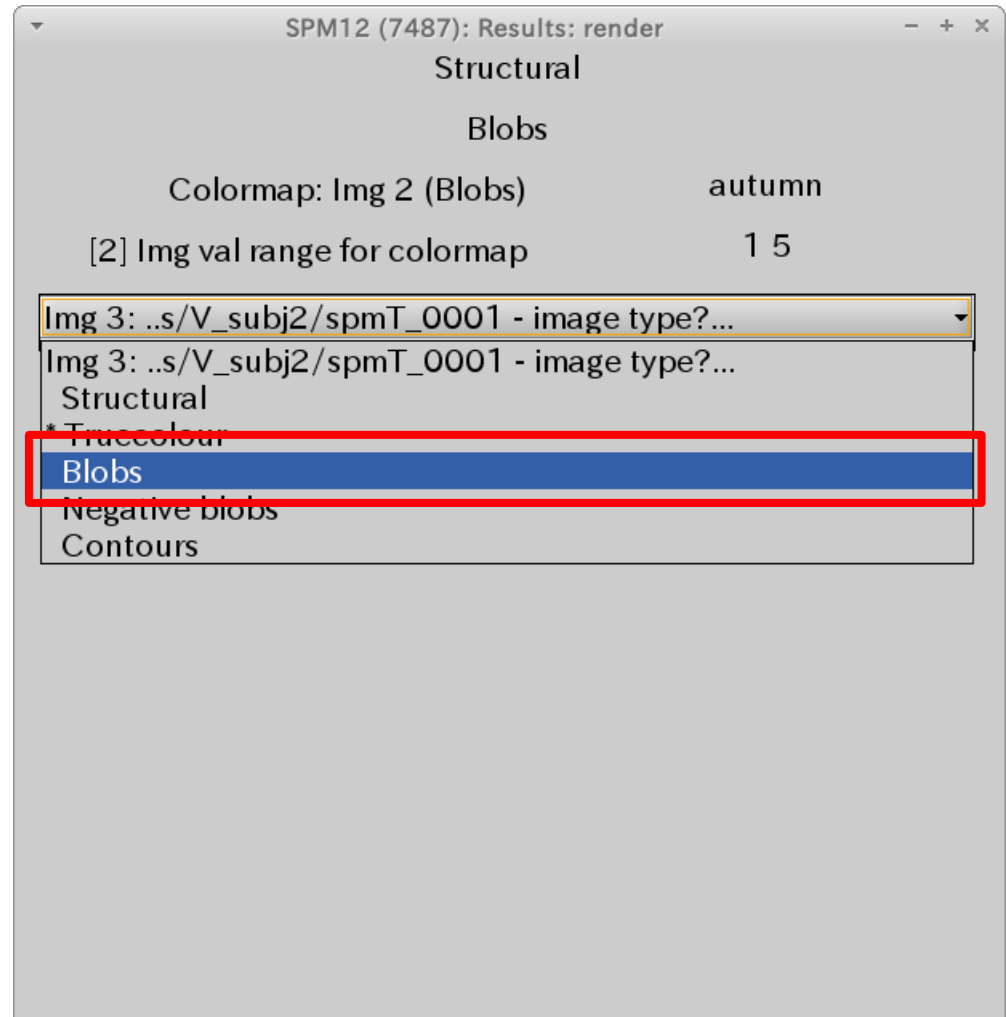 SPM12 (7487): Results: render
Structural
Blobs
Colormap: Img 2 (Blobs) autumn
[2] Img val range for colormap 1 5
Img 3: ..s/V_subj2/spmT_0001 - image type?...
Img 3: ..s/V_subj2/spmT_0001 - image type?...
Structural
* Truecolour
Blobs
Negative blobs
Contours